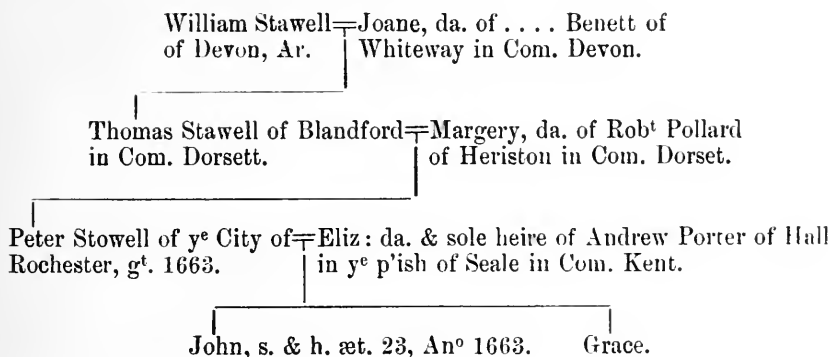 William Stawell=Joane, da. of .... Benett of
of Devon, Ar. Whiteway in Com. Devon.
Thomas Stawell of Blandford=Margery, da. of Robᵗ Pollard
in Com. Dorsett. of Heriston in Com. Dorset.
Peter Stowell of yᵉ City of=Eliz: da. & sole heire of Andrew Porter of Hall
Rochester, gᵗ. 1663. in yᵉ p'ish of Seale in Com. Kent.
John, s. & h. æt. 23, Anº 1663. Grace.